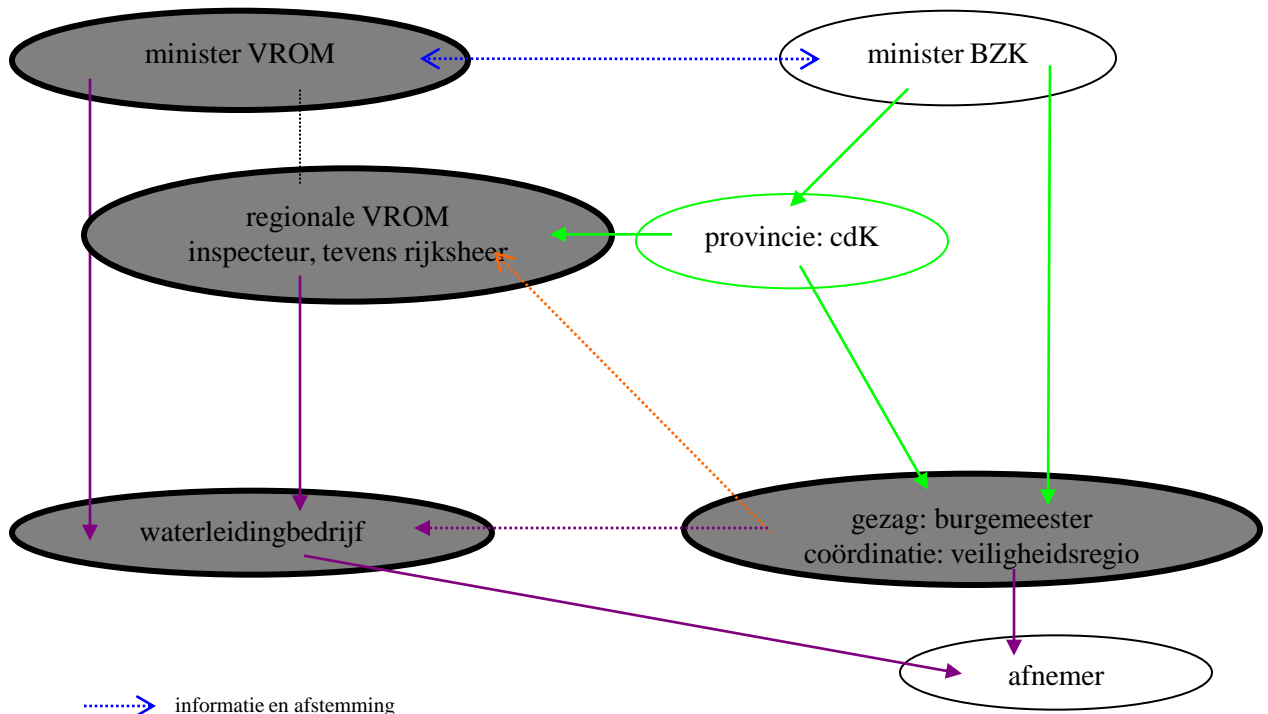 minister VROM
minister BZK
regionale VROM
inspecteur, tevens rijksheer
provincie: cdK
waterleidingbedrijf
gezag: burgemeester
coördinatie: veiligheidsregio
afnemer
informatie en afstemming